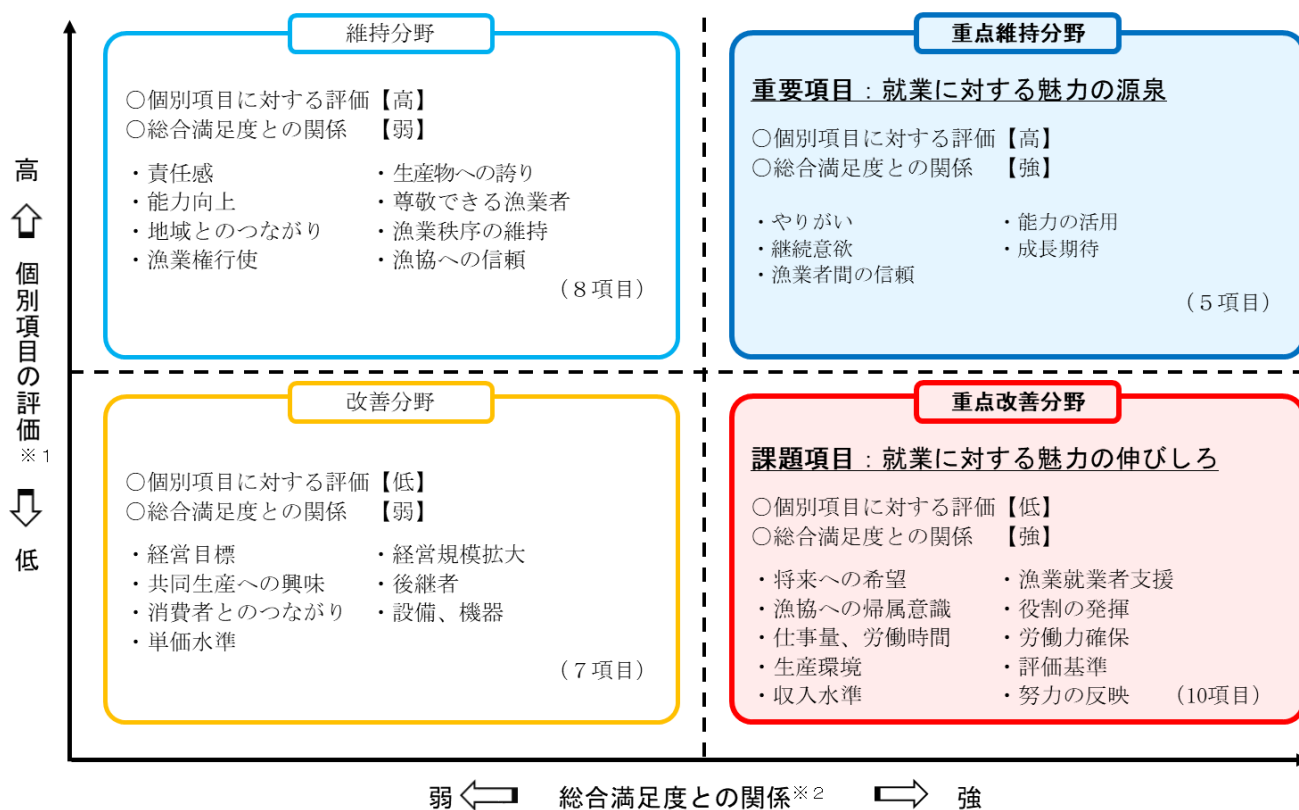 維持分野
○個別項目に対する評価【高】
○総合満足度との関係 【弱】
・責任感 ・生産物への誇り
・能力向上 ・尊敬できる漁業者
・地域とのつながり ・漁業秩序の維持
・漁業権行使 ・漁協への信頼
(8項目)
重点維持分野
重要項目:就業に対する魅力の源泉
○個別項目に対する評価【高】
○総合満足度との関係 【強】
・やりがい ・能力の活用
・継続意欲 ・成長期待
・漁業者間の信頼
(5項目)
高
個別項目の評価
※1
低
改善分野
○個別項目に対する評価【低】
○総合満足度との関係 【弱】
・経営目標 ・経営規模拡大
・共同生産への興味 ・後継者
・消費者とのつながり ・設備、機器
・単価水準
(7項目)
重点改善分野
課題項目:就業に対する魅力の伸びしろ
○個別項目に対する評価【低】
○総合満足度との関係 【強】
・将来への希望 ・漁業就業者支援
・漁協への帰属意識 ・役割の発揮
・仕事量、労働時間 ・労働力確保
・生産環境 ・評価基準
・収入水準 ・努力の反映 (10項目)
弱 総合満足度との関係※2 強